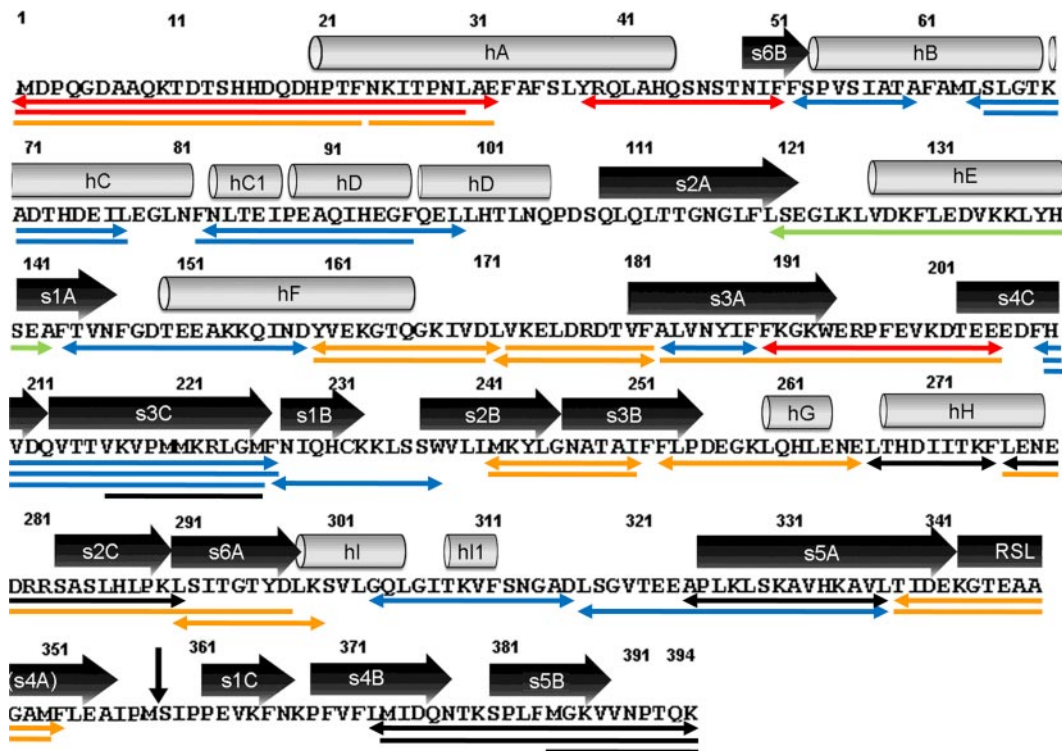 1 11 21 31 41 51 61
hA s6B hB
MDPQGDAAQKTDTSHHDQDHPTFNKITPNLAEFAFSLYRQLAHQSNSTNIFFSPVSIATAFAMLSLGTK
71 81 91 101 111 121 131
hC hC1 hD hD s2A hE
ADTHDEILEGLNFNLTEIPEAQIHEGFQELLHTLNQPDSQLQLTTGNGLFLSEGLKLVDKFLEDVKKLYH
141 151 161 171 181 191 201
s1A hF s3A s4C
SEAFTVNFGDTEEAKKQINDYVEKGTQGKIVDLVKELDRDTVFALVNYIFFKGKWERPFEVKDTEEEDFH
211 221 231 241 251 261 271
s3C s1B s2B s3B hG hH
VDQVTTVKVPMMKRLGMFNIQHCKKLSSWVLLMKYLGNATAIFFLPDEGKLQHLENELTHDIITKFLENE
281 291 301 311 321 331 341
s2C s6A hI hI1 s5A RSL
DRRSASLHLPKLSITGTYDLKSVLGQLGITKVFSNGADLSGVTEEAPLKLSKAVHKAVLTIDEKGTEAA
351 361 371 381 391 394
(s4A) s1C s4B s5B
GAMFLEAIPMSIPPEVKFNKPFVFLMIDQNTKSPLFMGKVVNPTQK